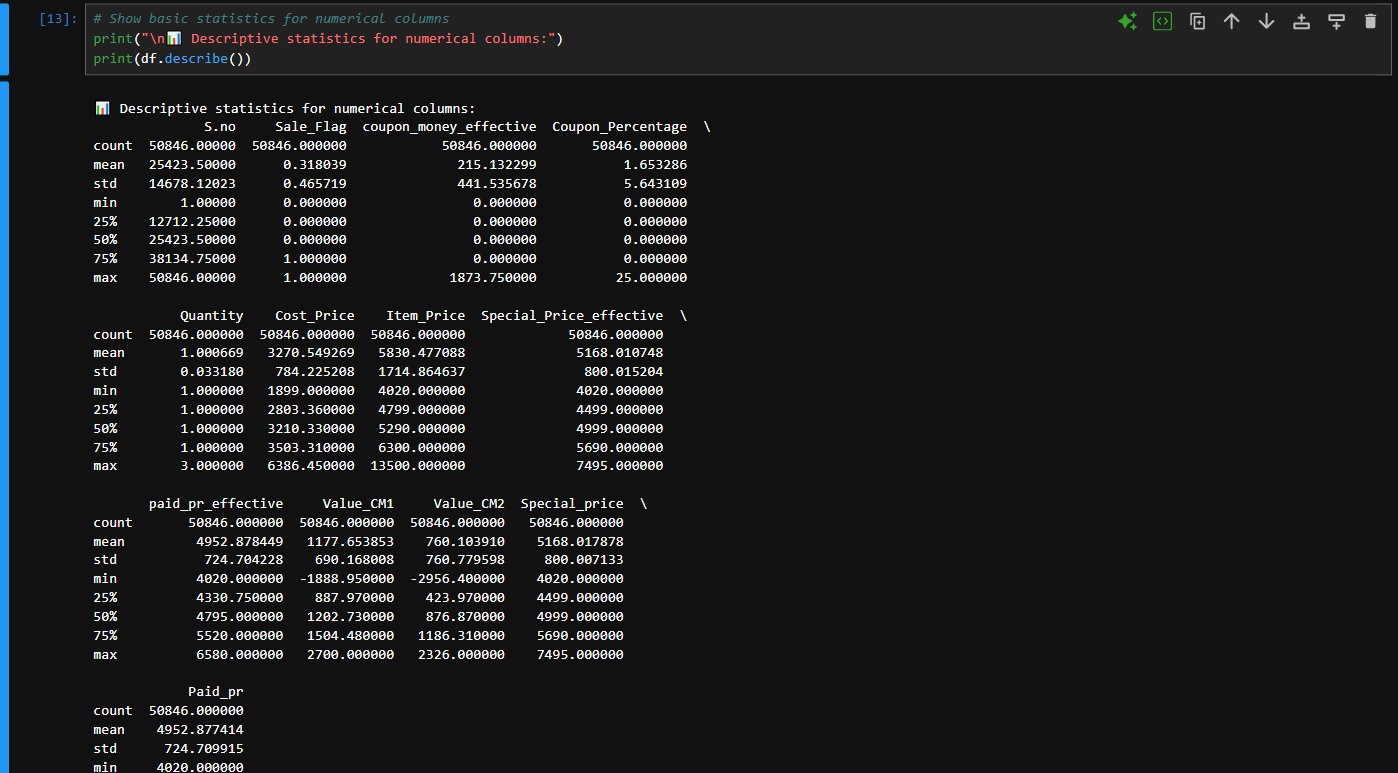 [13]: # Show basic statistics for numerical columns
print("\n📊 Descriptive statistics for numerical columns:")
print(df.describe())
📊 Descriptive statistics for numerical columns:
S.no Sale_Flag coupon_money_effective Coupon_Percentage \
count 50846.00000 50846.000000 50846.000000 50846.000000
mean 25423.50000 0.318039 215.132299 1.653286
std 14678.12023 0.465719 441.535678 5.643109
min 1.00000 0.000000 0.000000 0.000000
25% 12712.25000 0.000000 0.000000 0.000000
50% 25423.50000 0.000000 0.000000 0.000000
75% 38134.75000 1.000000 0.000000 0.000000
max 50846.00000 1.000000 1873.750000 25.000000
Quantity Cost_Price Item_Price Special_Price_effective \
count 50846.000000 50846.000000 50846.000000 50846.000000
mean 1.000669 3270.549269 5830.477088 5168.010748
std 0.033180 784.225208 1714.864637 800.015204
min 1.000000 1899.000000 4020.000000 4020.000000
25% 1.000000 2803.360000 4799.000000 4499.000000
50% 1.000000 3210.330000 5290.000000 4999.000000
75% 1.000000 3503.310000 6300.000000 5690.000000
max 3.000000 6386.450000 13500.000000 7495.000000
paid_pr_effective Value_CM1 Value_CM2 Special_price \
count 50846.000000 50846.000000 50846.000000 50846.000000
mean 4952.878449 1177.653853 760.103910 5168.017878
std 724.704228 690.168008 760.779598 800.007133
min 4020.000000 -1888.950000 -2956.400000 4020.000000
25% 4330.750000 887.970000 423.970000 4499.000000
50% 4795.000000 1202.730000 876.870000 4999.000000
75% 5520.000000 1504.480000 1186.310000 5690.000000
max 6580.000000 2700.000000 2326.000000 7495.000000
Paid_pr
count 50846.000000
mean 4952.877414
std 724.709915
min 4020.000000